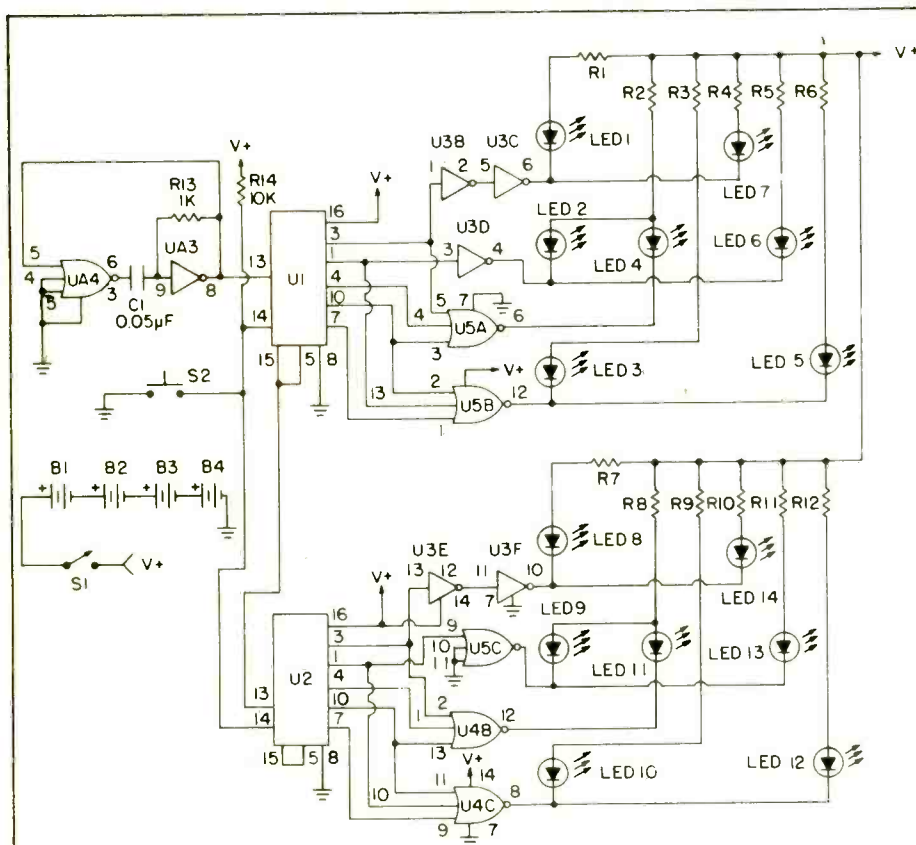 V+
R1
R2
R3
R4
R5
R6
LED 1
LED 7
U3B
U3C
1
2
5
6
V+
R14
10K
R13
1K
UA3
5
4
5
UA4
6
3
C1
0.05µF
9
8
13
14
U1
15
5
8
16
3
1
4
10
7
V+
U3D
3
4
LED 2
LED 4
LED 6
5
7
4
U5A
6
3
V+
2
13
U5B
12
1
LED 3
LED 5
S2
B1
B2
B3
B4
+
+
+
+
S1
V+
R7
R8
R9
R10
R11
R12
LED 8
LED 14
U3E
U3F
V+
13
12
14
11
7
10
LED 9
9
10
11
U5C
LED 11
LED 13
U2
16
3
1
4
10
7
13
14
15
5
8
2
1
U4B
12
13
V+
14
11
10
U4C
8
9
7
LED 10
LED 12